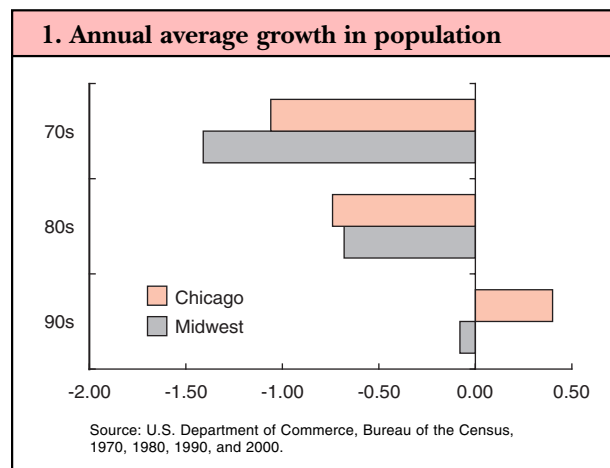 1. Annual average growth in population
70s
80s
90s
Chicago
Midwest
-2.00 -1.50 -1.00 -0.50 0.00 0.50
Source: U.S. Department of Commerce, Bureau of the Census,
1970, 1980, 1990, and 2000.